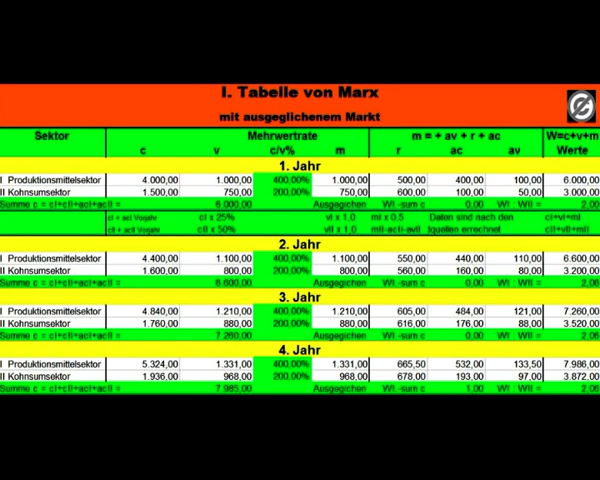 I. Tabelle von Marx
mit ausgeglichenem Markt
Sektor Mehrwertrate m = + av + r + ac W=c+v+m
c v c/v% m r ac av Werte
1. Jahr
I Produktionsmittelsektor 4.000,00 1.000,00 400,00% 1.000,00 500,00 400,00 100,00 6.000,00
II Kohnsumsektor 1.500,00 750,00 200,00% 750,00 600,00 100,00 50,00 3.000,00
Summe c = cI+cII+acI+acII = 6.000,00 Ausgegichen WI.-sum c 0,00 WI : WII = 2,00
cI + acI Vorjahr cI x 25% vI x 1,0 mI x 0,5 Daten sind nach den cI+vI+mI
cII + acII Vorjahr cII x 50% vII x 1,0 mII-acII-avII tquellen errechnet cII+vII+mII
2. Jahr
I Produktionsmittelsektor 4.400,00 1.100,00 400,00% 1.100,00 550,00 440,00 110,00 6.600,00
II Kohnsumsektor 1.600,00 800,00 200,00% 800,00 560,00 160,00 80,00 3.200,00
Summe c = cI+cII+acI+acII = 6.600,00 Ausgegichen WI.-sum c 0,00 WI : WII = 2,06
3. Jahr
I Produktionsmittelsektor 4.840,00 1.210,00 400,00% 1.210,00 605,00 484,00 121,00 7.260,00
II Kohnsumsektor 1.760,00 880,00 200,00% 880,00 616,00 176,00 88,00 3.520,00
Summe c = cI+cII+acI+acII = 7.260,00 Ausgegichen WI.-sum c 0,00 WI : WII = 2,06
4. Jahr
I Produktionsmittelsektor 5.324,00 1.331,00 400,00% 1.331,00 665,50 532,00 133,50 7.986,00
II Kohnsumsektor 1.936,00 968,00 200,00% 968,00 678,00 193,00 97,00 3.872,00
Summe c = cI+cII+acI+acII = 7.985,00 Ausgegichen WI.-sum c 1,00 WI : WII = 2,06